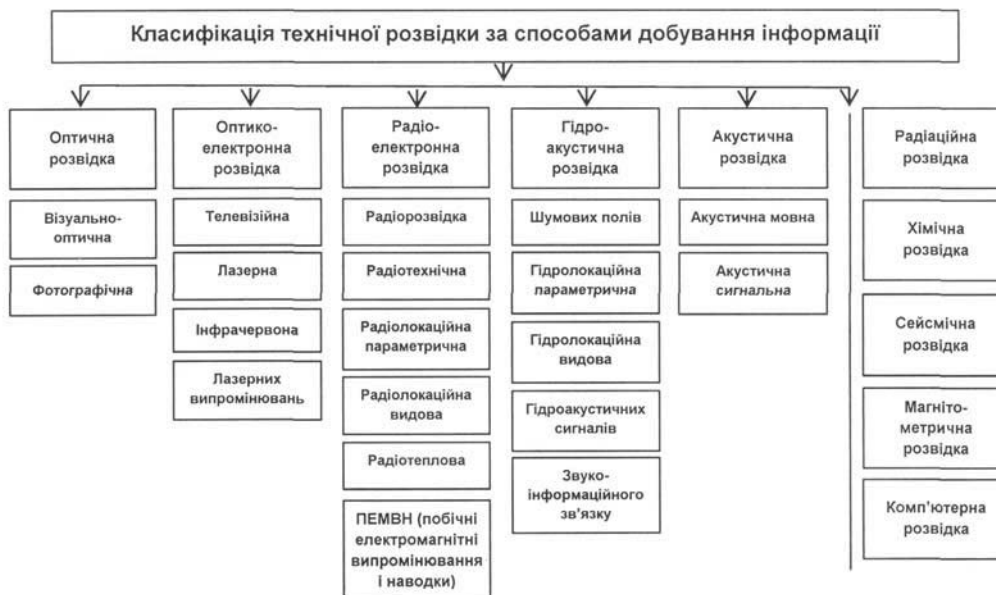 Класифікація технічної розвідки за способами добування інформації
Оптична
розвідка
Візуально-
оптична
Фотографічна
Оптико-
електронна
розвідка
Телевізійна
Лазерна
Інфрачервона
Лазерних
випромінювань
Радіо-
електронна
розвідка
Радіорозвідка
Радіотехнічна
Радіолокаційна
параметрична
Радіолокаційна
видова
Радіотеплова
ПЕМВН (побічні
електромагнітні
випромінювання
і наводки)
Гідро-
акустична
розвідка
Шумових полів
Гідролокаційна
параметрична
Гідролокаційна
видова
Гідроакустичних
сигналів
Звуко-
інформаційного
зв'язку
Акустична
розвідка
Акустична мовна
Акустична
сигнальна
Радіаційна
розвідка
Хімічна
розвідка
Сейсмічна
розвідка
Магніто-
метрична
розвідка
Комп'ютерна
розвідка